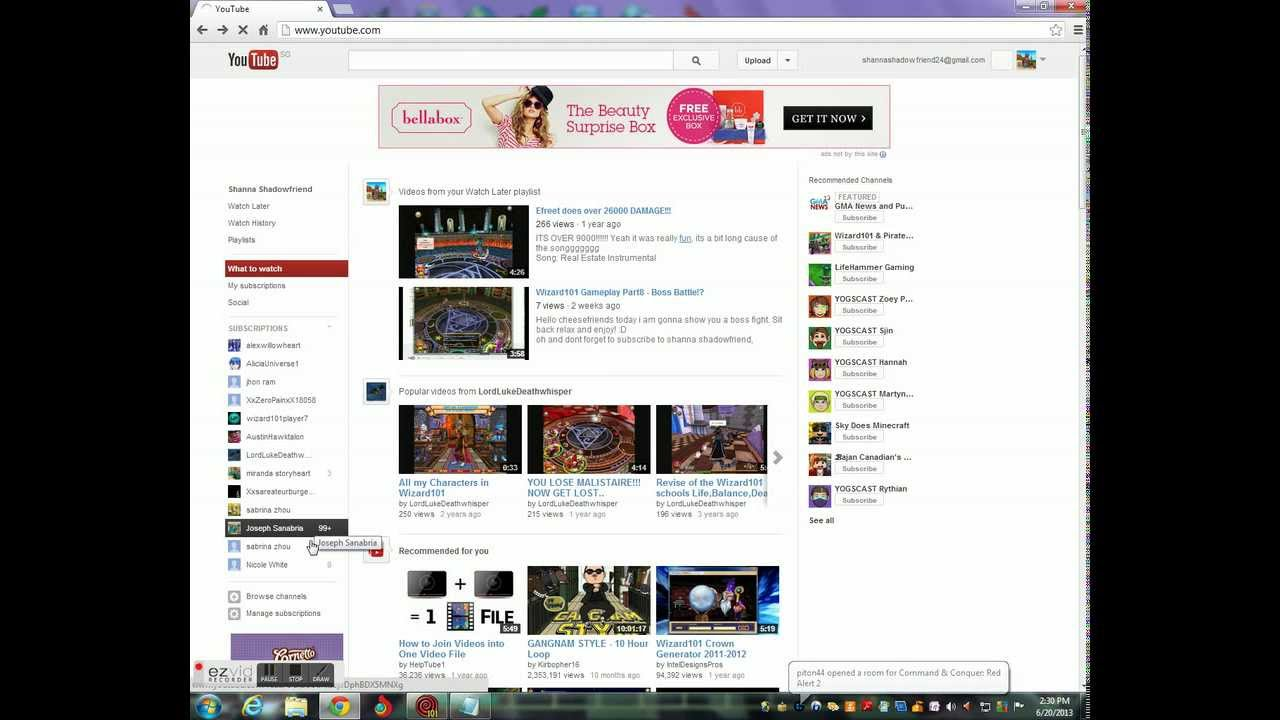 YouTube
www.youtube.com
YouTube SG
Upload
shannashadowfriend24@gmail.com
bellabox
The Beauty
Surprise Box
FREE
EXCLUSIVE
BOX
GET IT NOW
ads not by this site
Shanna Shadowfriend
Watch Later
Watch History
Playlists
What to watch
My subscriptions
Social
SUBSCRIPTIONS
alexwillowheart
AliciaUniverse1
jhon ram
XxZeroPainxX18058
wizard101player7
AustinHawktalon
LordLukeDeathw...
miranda storyheart 3
Xxsareateurburge...
sabrina zhou
Joseph Sanabria 99+
Joseph Sanabria
sabrina zhou
Nicole White 8
Browse channels
Manage subscriptions
Cornetto
Videos from your Watch Later playlist
Efreet does over 26000 DAMAGE!!!
266 views · 1 year ago
ITS OVER 9000!!!!!! Yeah it was really fun, its a bit long cause of
the songggggggg
Song: Real Estate Instrumental
4:26
Wizard101 Gameplay Part8 - Boss Battle!?
7 views · 2 weeks ago
Hello cheesefriends today i am gonna show you a boss fight. Sit
back relax and enjoy! :D
oh and dont forget to subscribe to shanna shadowfriend,
3:58
Popular videos from LordLukeDeathwhisper
0:33
4:14
5:
All my Characters in
Wizard101
by LordLukeDeathwhisper
250 views 2 years ago
YOU LOSE MALISTAIRE!!!
NOW GET LOST..
by LordLukeDeathwhisper
215 views 1 year ago
Revise of the Wizard101
schools Life,Balance,Dea
by LordLukeDeathwhisper
196 views 3 years ago
Recommended for you
+
= 1 FILE
5:49
GANGNAM STYLE
10:01:17
5:19
How to Join Videos into
One Video File
by HelpTube1
36,236 views 1 year ago
GANGNAM STYLE - 10 Hour
Loop
by Kirbopher16
2,353,191 views 10 months ago
Wizard101 Crown
Generator 2011-2012
by IntelDesignsPros
94,392 views 1 year ago
Recommended Channels
FEATURED
GMA NEWS
GMA News and Pu...
Subscribe
Wizard101 & Pirate...
Subscribe
LifeHammer Gaming
Subscribe
YOGSCAST Zoey P...
Subscribe
YOGSCAST Sjin
Subscribe
YOGSCAST Hannah
Subscribe
YOGSCAST Martyn...
Subscribe
Sky Does Minecraft
Subscribe
Rajan Canadian's ...
Subscribe
YOGSCAST Rythian
Subscribe
See all
ezvid
RECORDER
PAUSE
STOP
DRAW
piton44 opened a room for Command & Conquer: Red
Alert 2
101
2:30 PM
6/20/2013